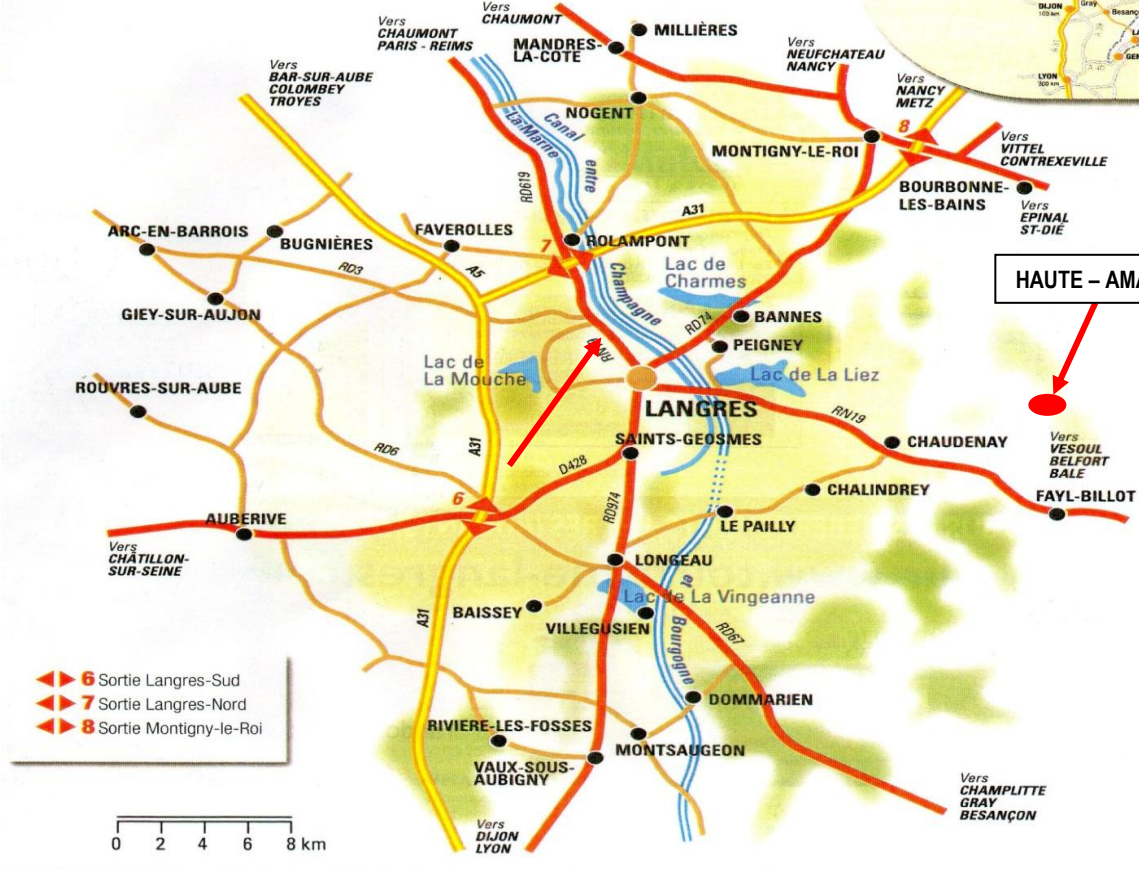 Vers
CHAUMONT
PARIS - REIMS
Vers
CHAUMONT
MANDRES-
LA-COTE
MILLIÈRES
Vers
NEUFCHATEAU
NANCY
DIJON
100 km
Gray
LYON
300 km
Vers
BAR-SUR-AUBE
COLOMBEY
TROYES
Vers
NANCY
METZ
NOGENT
MONTIGNY-LE-ROI
8
Vers
VITTEL
CONTREXEVILLE
BOURBONNE-
LES-BAINS
Vers
EPINAL
ST-DIÉ
La Marne
Canal
entre
Champagne
et
Bourgogne
RD619
A31
ARC-EN-BARROIS
BUGNIÈRES
FAVEROLLES
7
ROLAMPONT
RD3
A5
Lac de
Charmes
HAUTE – AMA
GIEY-SUR-AUJON
BANNES
RD74
PEIGNEY
RN19
Lac de
La Mouche
Lac de La Liez
LANGRES
ROUVRES-SUR-AUBE
RN19
SAINTS-GEOSMES
CHAUDENAY
Vers
VESOUL
BELFORT
BALE
RD6
A31
D428
CHALINDREY
FAYL-BILLOT
6
RD974
LE PAILLY
AUBERIVE
Vers
CHÂTILLON-
SUR-SEINE
LONGEAU
Lac de La Vingeanne
BAISSEY
VILLEGUSIEN
A31
RD67
6 Sortie Langres-Sud
7 Sortie Langres-Nord
8 Sortie Montigny-le-Roi
DOMMARIEN
RIVIERE-LES-FOSSES
MONTSAUGEON
VAUX-SOUS-
AUBIGNY
Vers
CHAMPLITTE
GRAY
BESANÇON
Vers
DIJON
LYON
0 2 4 6 8 km